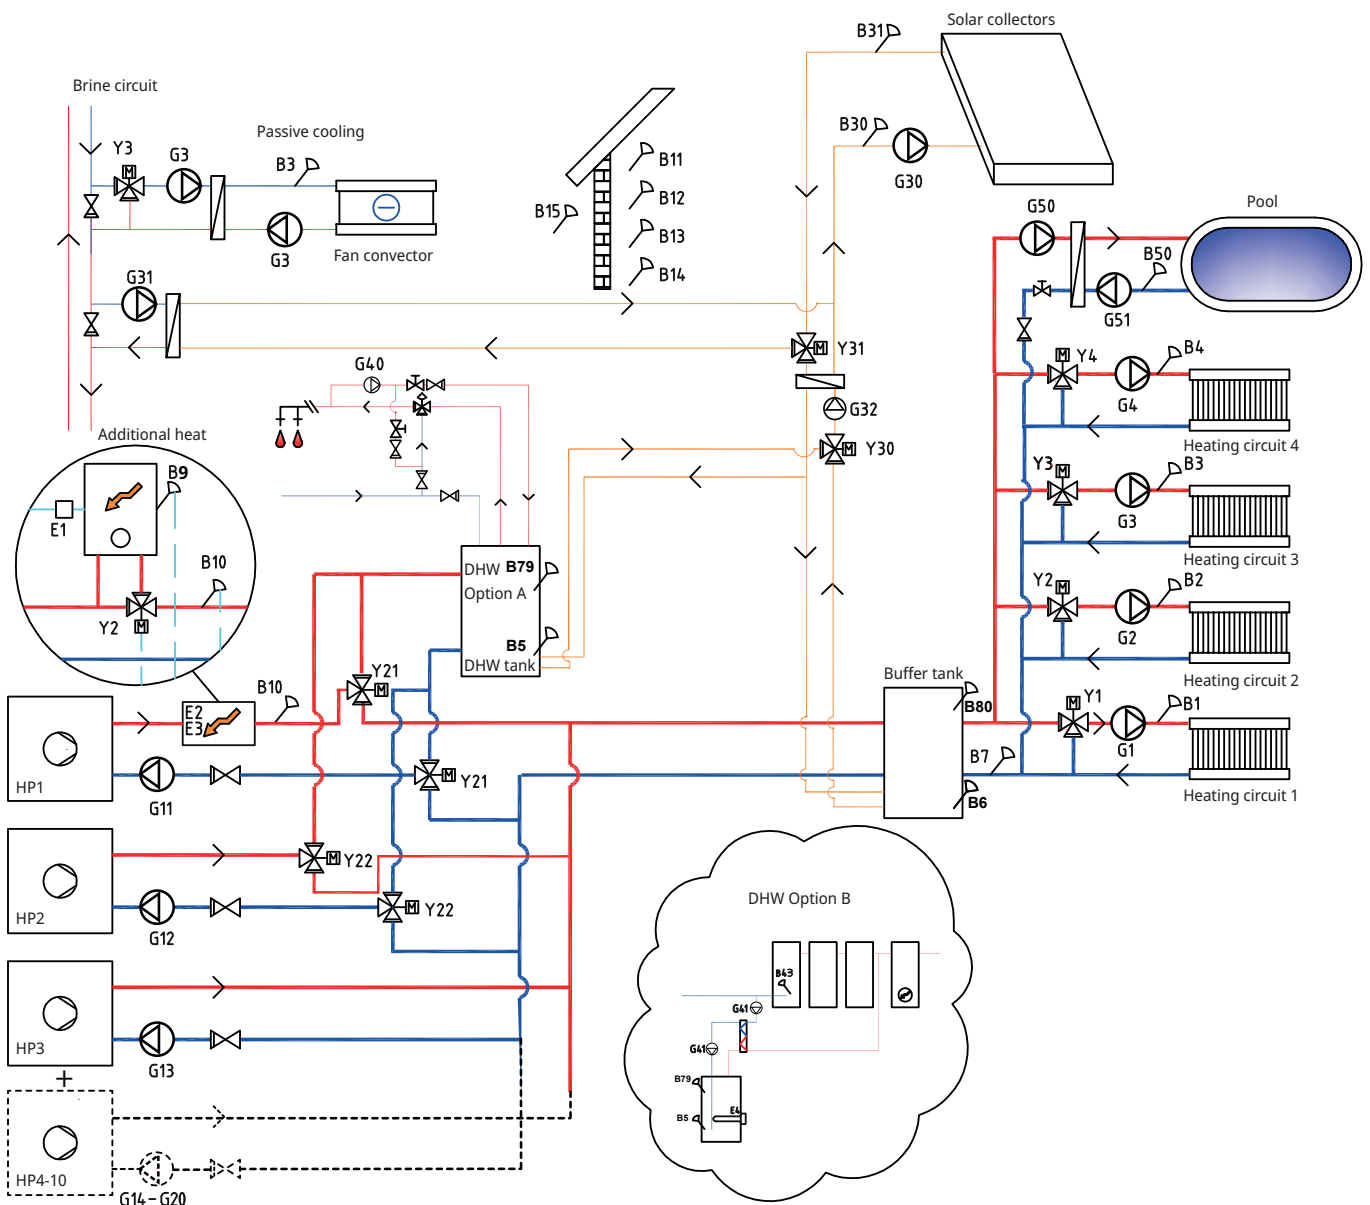 Solar collectors
B31
Brine circuit
B30
Passive cooling
Y3
G3
B3
B11
G30
B12
Pool
B15
G50
B13
G3
Fan convector
B50
B14
G31
G51
Y31
Y4
B4
G40
G32
G4
Additional heat
Heating circuit 4
Y30
B9
Y3
B3
E1
G3
B10
DHW B79
Heating circuit 3
Option A
Y2
B2
Y2
B5
G2
DHW tank
Y21
Buffer tank
Heating circuit 2
B10
E2
E3
B80
Y1
B1
G1
B7
HP1
G11
Y21
B6
Heating circuit 1
Y22
DHW Option B
HP2
G12
Y22
B43
G41
HP3
G13
G41
+
B79
B5
E4
HP4-10
G14-G20
M
M
M
M
M
M
M
M
M
M
M
M